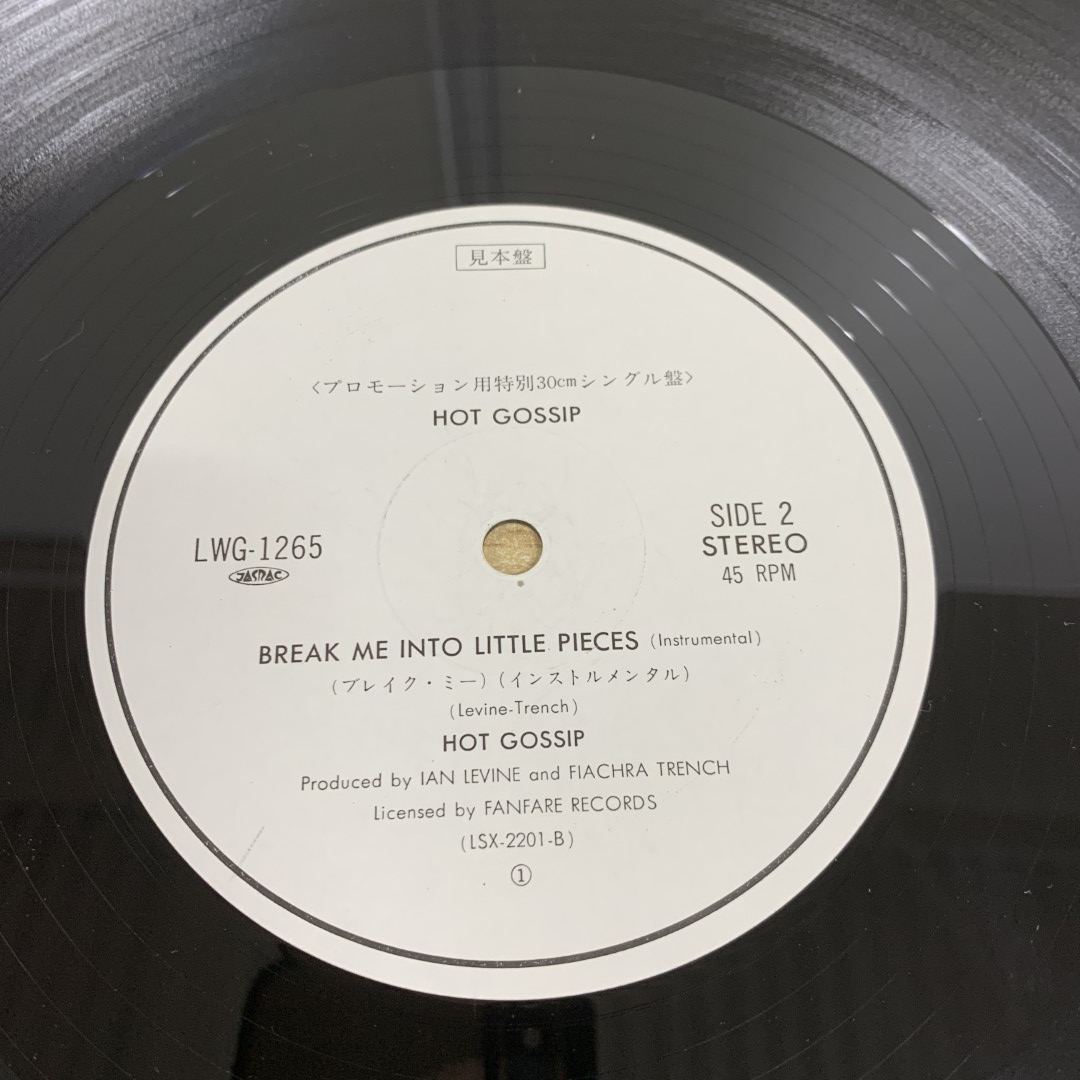 見本盤
〈プロモーション用特別30cmシングル盤〉
HOT GOSSIP
LWG-1265
JASRAC
SIDE 2
STEREO
45 RPM
BREAK ME INTO LITTLE PIECES (Instrumental)
(ブレイク・ミー)(インストルメンタル)
(Levine-Trench)
HOT GOSSIP
Produced by IAN LEVINE and FIACHRA TRENCH
Licensed by FANFARE RECORDS
(LSX-2201-B)
①